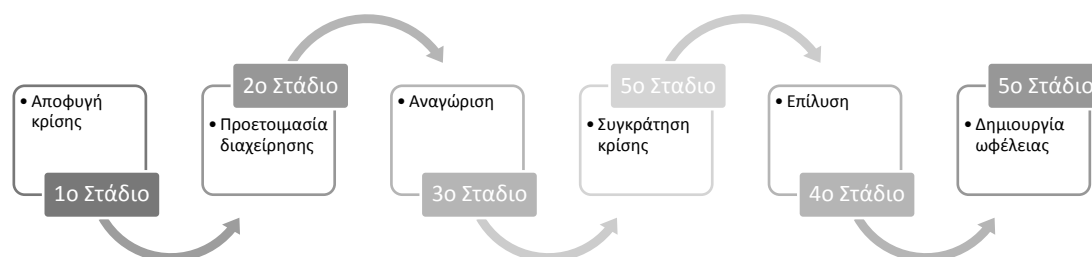 • Αποφυγή
κρίσης
1ο Στάδιο
2ο Στάδιο
• Προετοιμασία
διαχείρησης
• Αναγώριση
3ο Σταδιο
5ο Σταδιο
• Συγκράτηση
κρίσης
• Επίλυση
4ο Στάδιο
5ο Στάδιο
• Δημιουργία
ωφέλειας